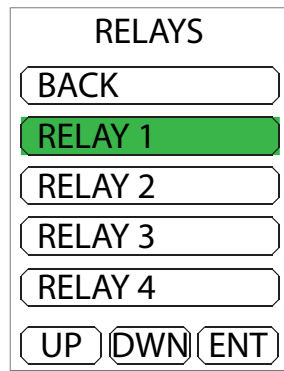 RELAYS
BACK
RELAY 1
RELAY 2
RELAY 3
RELAY 4
UP DWN ENT